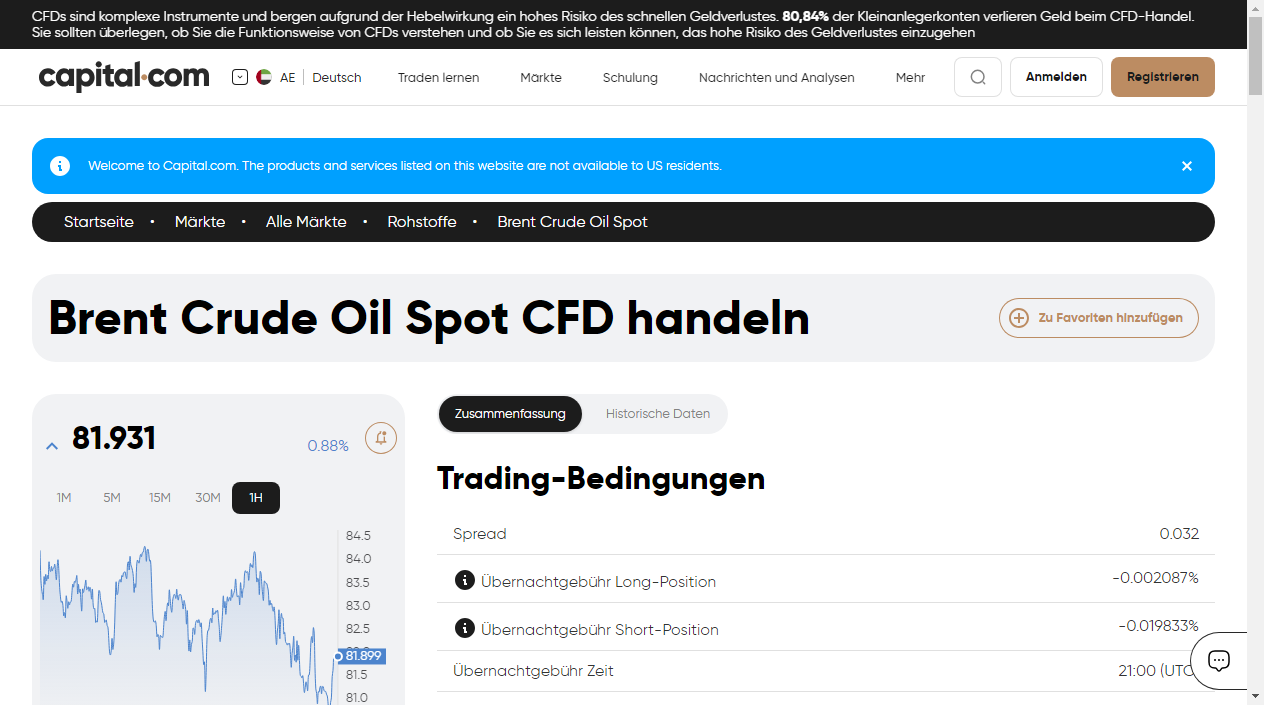 CFDs sind komplexe Instrumente und bergen aufgrund der Hebelwirkung ein hohes Risiko des schnellen Geldverlustes. 80,84% der Kleinanlegerkonten verlieren Geld beim CFD-Handel.
Sie sollten überlegen, ob Sie die Funktionsweise von CFDs verstehen und ob Sie es sich leisten können, das hohe Risiko des Geldverlustes einzugehen
capital.com AE Deutsch Traden lernen Märkte Schulung Nachrichten und Analysen Mehr Anmelden Registrieren
Welcome to Capital.com. The products and services listed on this website are not available to US residents.
Startseite • Märkte • Alle Märkte • Rohstoffe • Brent Crude Oil Spot
Brent Crude Oil Spot CFD handeln
Zu Favoriten hinzufügen
81.931 0.88%
1M 5M 15M 30M 1H
84.5
84.0
83.5
83.0
82.5
81.899
81.5
81.0
Zusammenfassung Historische Daten
Trading-Bedingungen
Spread 0.032
Übernachtgebühr Long-Position -0.002087%
Übernachtgebühr Short-Position -0.019833%
Übernachtgebühr Zeit 21:00 (UTC